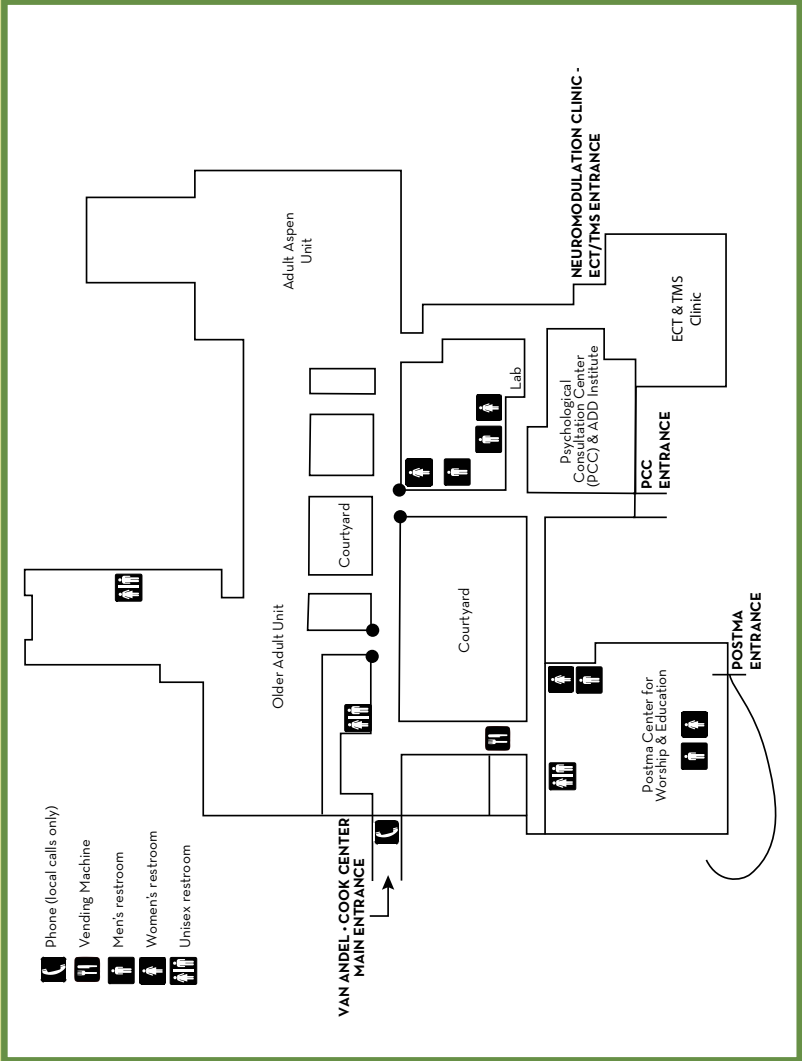 Phone (local calls only)
Vending Machine
Men's restroom
Women's restroom
Unisex restroom
VAN ANDEL • COOK CENTER
MAIN ENTRANCE
Older Adult Unit
Courtyard
Adult Aspen
Unit
Courtyard
Lab
Postma Center for
Worship & Education
POSTMA
ENTRANCE
Psychological
Consultation Center
(PCC) & ADD Institute
PCC
ENTRANCE
ECT & TMS
Clinic
NEUROMODULATION CLINIC -
ECT/TMS ENTRANCE